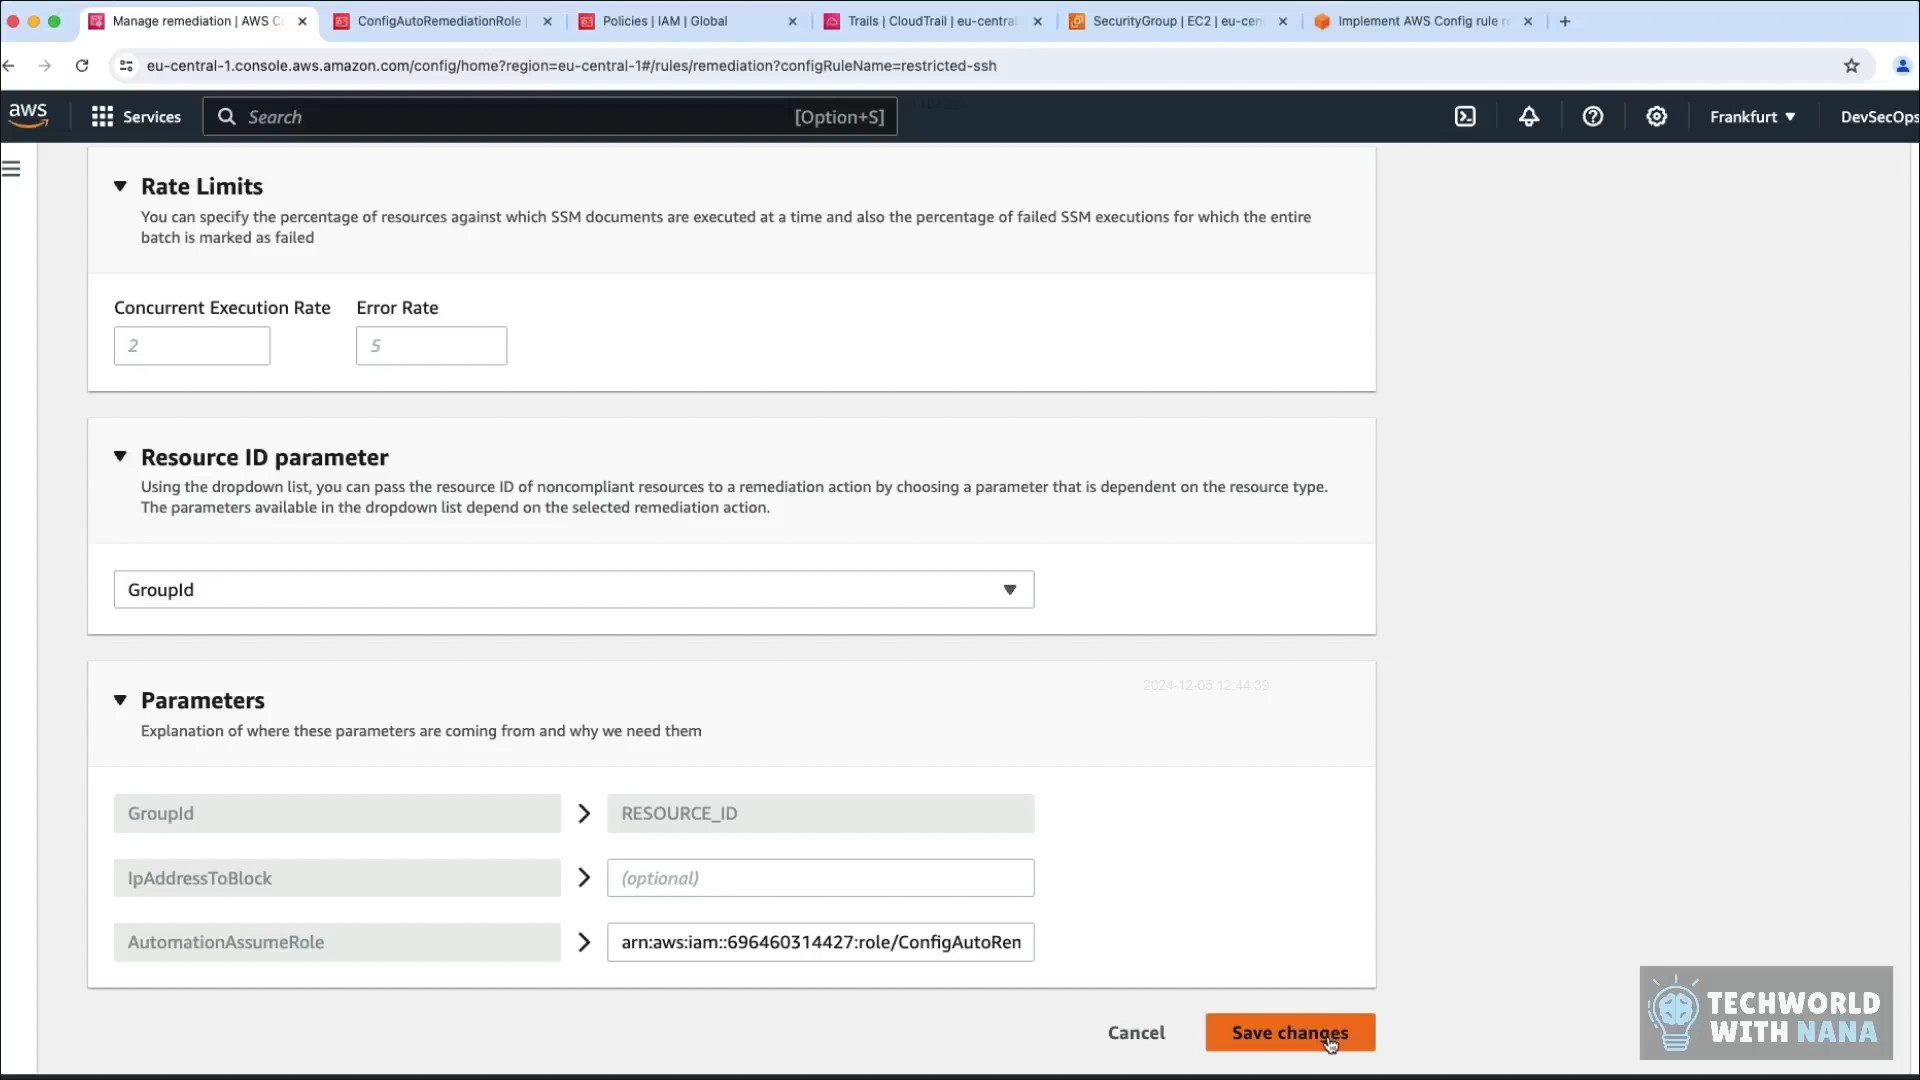 Manage remediation | AWS C
ConfigAutoRemediationRole |
Policies | IAM | Global
Trails | CloudTrail | eu-central
SecurityGroup | EC2 | eu-cen
Implement AWS Config rule r
eu-central-1.console.aws.amazon.com/config/home?region=eu-central-1#/rules/remediation?configRuleName=restricted-ssh
aws
Services
Search
[Option+S]
Frankfurt
DevSecOps
Rate Limits
You can specify the percentage of resources against which SSM documents are executed at a time and also the percentage of failed SSM executions for which the entire
batch is marked as failed
Concurrent Execution Rate
Error Rate
2
5
Resource ID parameter
Using the dropdown list, you can pass the resource ID of noncompliant resources to a remediation action by choosing a parameter that is dependent on the resource type.
The parameters available in the dropdown list depend on the selected remediation action.
GroupId
Parameters
2024-12-05 12:44:39
Explanation of where these parameters are coming from and why we need them
GroupId
RESOURCE_ID
IpAddressToBlock
(optional)
AutomationAssumeRole
arn:aws:iam::696460314427:role/ConfigAutoRem
Cancel
Save changes
TECHWORLD
WITH NANA